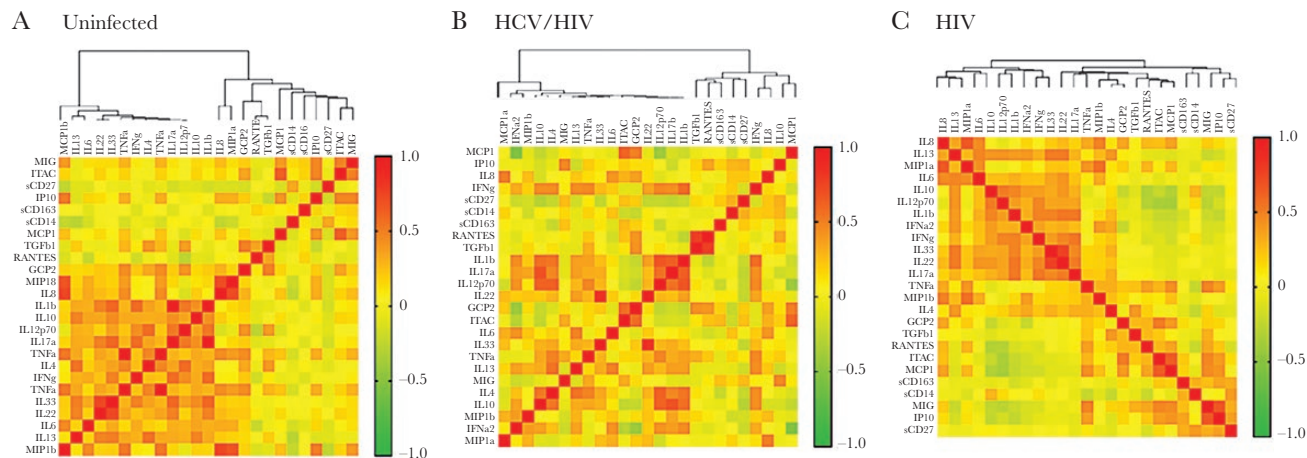 A Uninfected
MCP1b IL13 IL6 IL22 IL33 TNFa IFNg IL4 TNFa IL17a IL12p7 IL10 IL1b IL8 MIP1a GCP2 RANTE TGFb1 MCP1 sCD14 sCD16 IP10 sCD27 ITAC MIG
MIG
ITAC
sCD27
IP10
sCD163
sCD14
MCP1
TGFb1
RANTES
GCP2
MIP18
IL8
IL1b
IL10
IL12p70
IL17a
TNFa
IL4
IFNg
TNFa
IL33
IL22
IL6
IL13
MIP1b
1.0
0.5
0
−0.5
−1.0
B HCV/HIV
MCP1a IFNa2 MIP1b IL10 IL4 MIG IL13 TNFa IL33 IL6 ITAC GCP2 IL22 IL12p70 IL17b IL1b TGFb1 RANTES sCD163 sCD14 sCD27 IFNg IL8 IL10 MCP1
MCP1
IP10
IL8
IFNg
sCD27
sCD14
sCD163
RANTES
TGFb1
IL1b
IL17a
IL12p70
IL22
GCP2
ITAC
IL6
IL33
TNFa
IL13
MIG
IL4
IL10
MIP1b
IFNa2
MIP1a
1.0
0.5
0
−0.5
−1.0
C HIV
IL8 IL13 MIP1a IL6 IL10 IL12p70 IL1b IFNa2 IFNg IL33 IL22 IL17a TNFa MIP1b IL4 GCP2 TGFb1 RANTES ITAC MCP1 sCD163 sCD14 MIG IP10 sCD27
IL8
IL13
MIP1a
IL6
IL10
IL12p70
IL1b
IFNa2
IFNg
IL33
IL22
IL17a
TNFa
MIP1b
IL4
GCP2
TGFb1
RANTES
ITAC
MCP1
sCD163
sCD14
MIG
IP10
sCD27
1.0
0.5
0
−0.5
−1.0